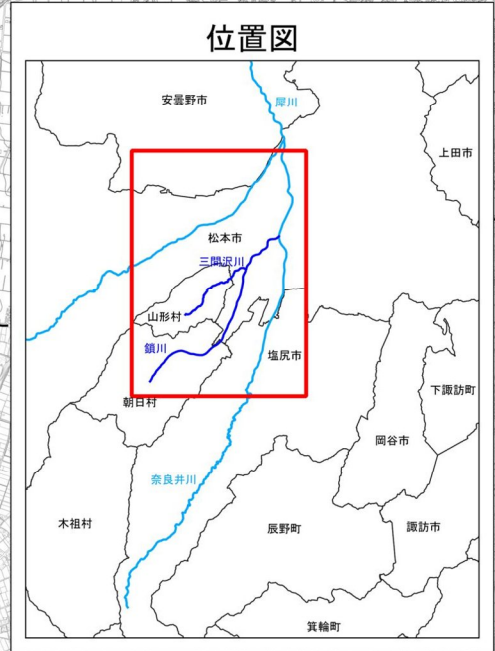 位置図
安曇野市
犀川
上田市
松本市
三間沢川
山形村
鎖川
塩尻市
朝日村
下諏訪町
岡谷市
奈良井川
木祖村
辰野町
諏訪市
箕輪町